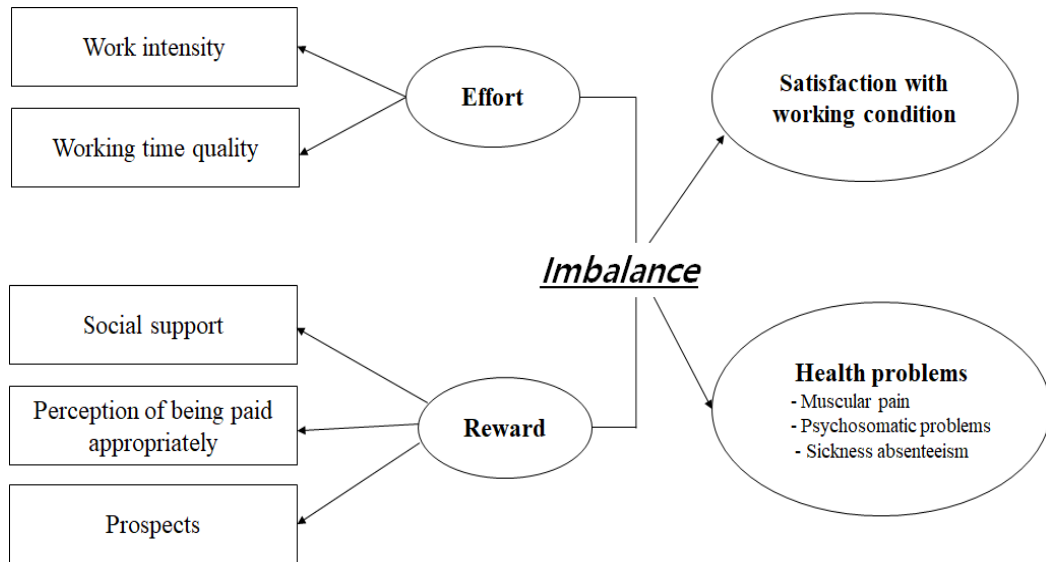 Work intensity
Working time quality
Effort
Satisfaction with
working condition
Imbalance
Social support
Perception of being paid
appropriately
Prospects
Reward
Health problems
- Muscular pain
- Psychosomatic problems
- Sickness absenteeism